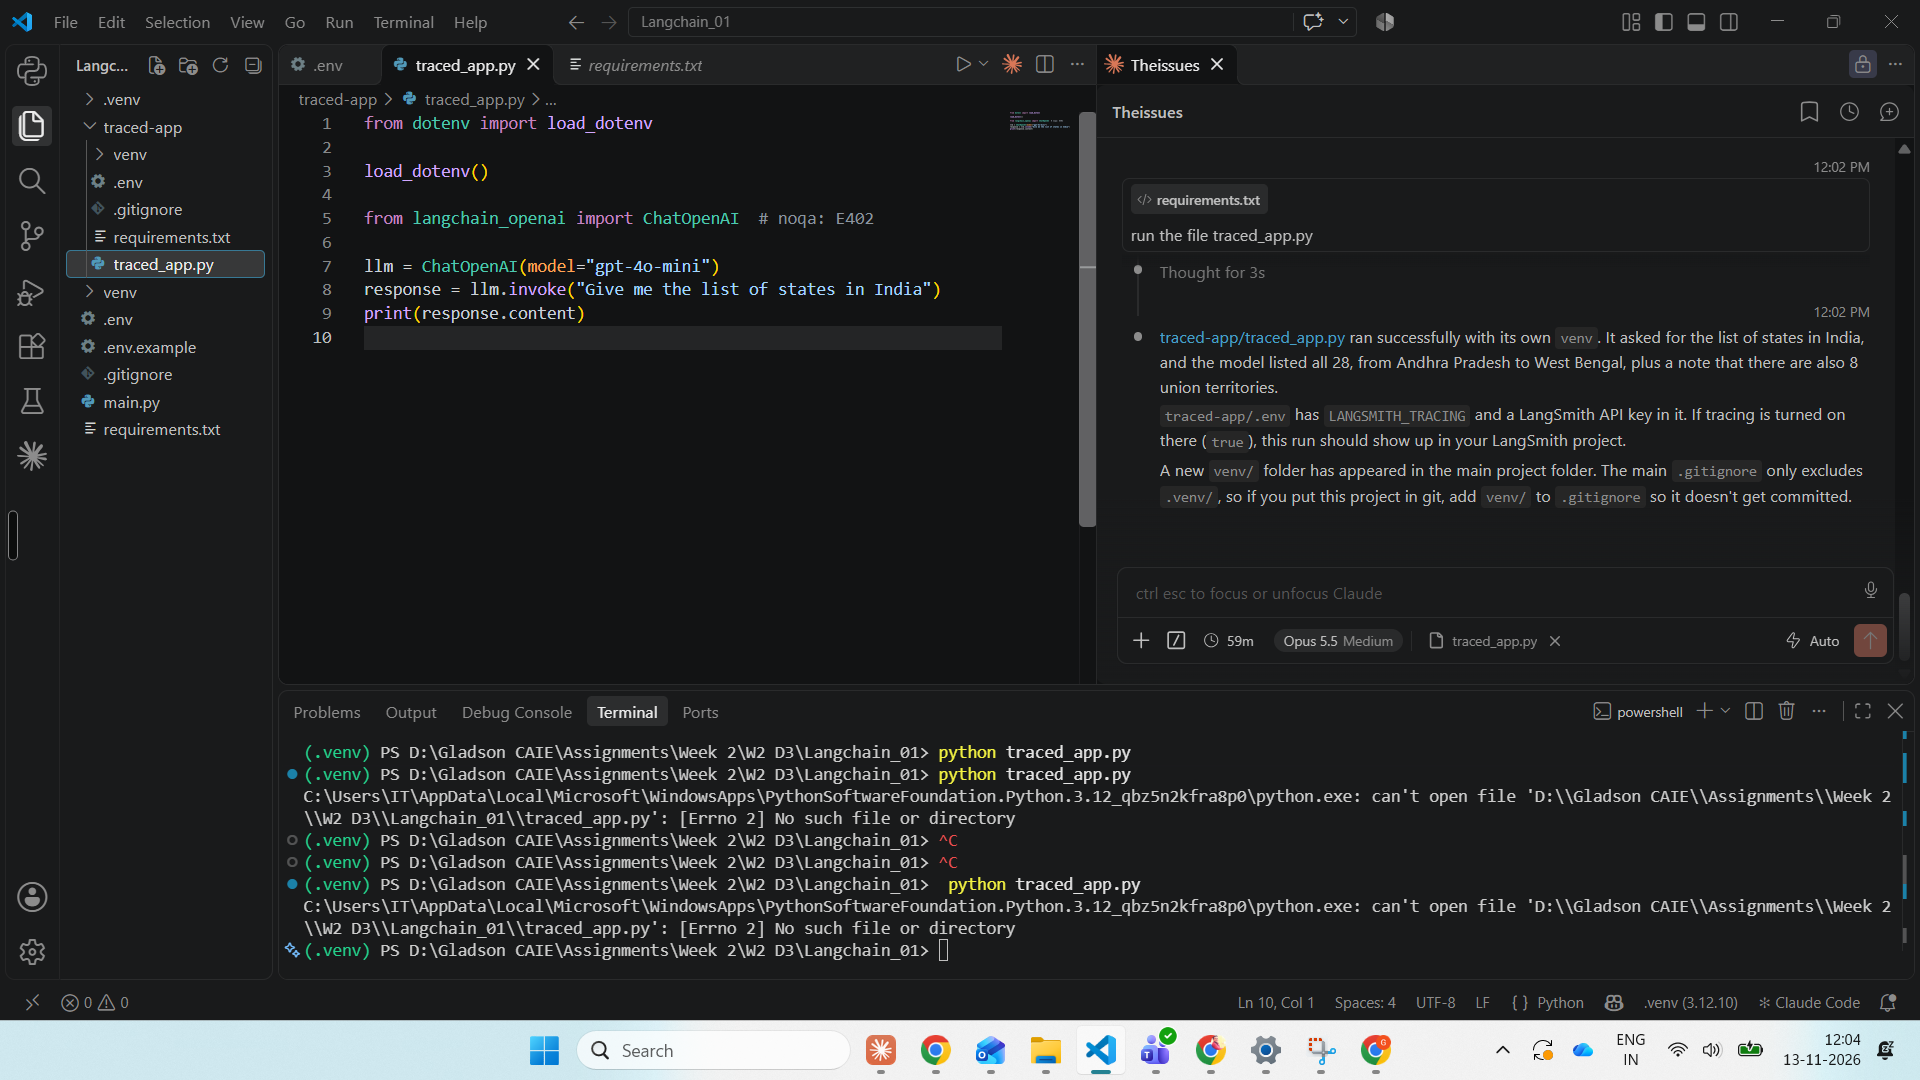 File Edit Selection View Go Run Terminal Help
Langchain_01
Langc...
.venv
traced-app
venv
.env
.gitignore
requirements.txt
traced_app.py
venv
.env
.env.example
.gitignore
main.py
requirements.txt
.env
traced_app.py
requirements.txt
traced-app > traced_app.py > ...
1 from dotenv import load_dotenv
2
3 load_dotenv()
4
5 from langchain_openai import ChatOpenAI # noqa: E402
6
7 llm = ChatOpenAI(model="gpt-4o-mini")
8 response = llm.invoke("Give me the list of states in India")
9 print(response.content)
10
Theissues
Theissues
12:02 PM
requirements.txt
run the file traced_app.py
Thought for 3s
12:02 PM
traced-app/traced_app.py ran successfully with its own venv. It asked for the list of states in India,
and the model listed all 28, from Andhra Pradesh to West Bengal, plus a note that there are also 8
union territories.
traced-app/.env has LANGSMITH_TRACING and a LangSmith API key in it. If tracing is turned on
there (true), this run should show up in your LangSmith project.
A new venv/ folder has appeared in the main project folder. The main .gitignore only excludes
.venv/, so if you put this project in git, add venv/ to .gitignore so it doesn't get committed.
ctrl esc to focus or unfocus Claude
59m Opus 5.5 Medium traced_app.py Auto
Problems Output Debug Console Terminal Ports
powershell
(.venv) PS D:\Gladson CAIE\Assignments\Week 2\W2 D3\Langchain_01> python traced_app.py
(.venv) PS D:\Gladson CAIE\Assignments\Week 2\W2 D3\Langchain_01> python traced_app.py
C:\Users\IT\AppData\Local\Microsoft\WindowsApps\PythonSoftwareFoundation.Python.3.12_qbz5n2kfra8p0\python.exe: can't open file 'D:\\Gladson CAIE\\Assignments\\Week 2
\\W2 D3\\Langchain_01\\traced_app.py': [Errno 2] No such file or directory
(.venv) PS D:\Gladson CAIE\Assignments\Week 2\W2 D3\Langchain_01> ^C
(.venv) PS D:\Gladson CAIE\Assignments\Week 2\W2 D3\Langchain_01> ^C
(.venv) PS D:\Gladson CAIE\Assignments\Week 2\W2 D3\Langchain_01>  python traced_app.py
C:\Users\IT\AppData\Local\Microsoft\WindowsApps\PythonSoftwareFoundation.Python.3.12_qbz5n2kfra8p0\python.exe: can't open file 'D:\\Gladson CAIE\\Assignments\\Week 2
\\W2 D3\\Langchain_01\\traced_app.py': [Errno 2] No such file or directory
(.venv) PS D:\Gladson CAIE\Assignments\Week 2\W2 D3\Langchain_01>
0 0
Ln 10, Col 1 Spaces: 4 UTF-8 LF { } Python .venv (3.12.10) Claude Code
Search
ENG
IN
12:04
13-11-2026